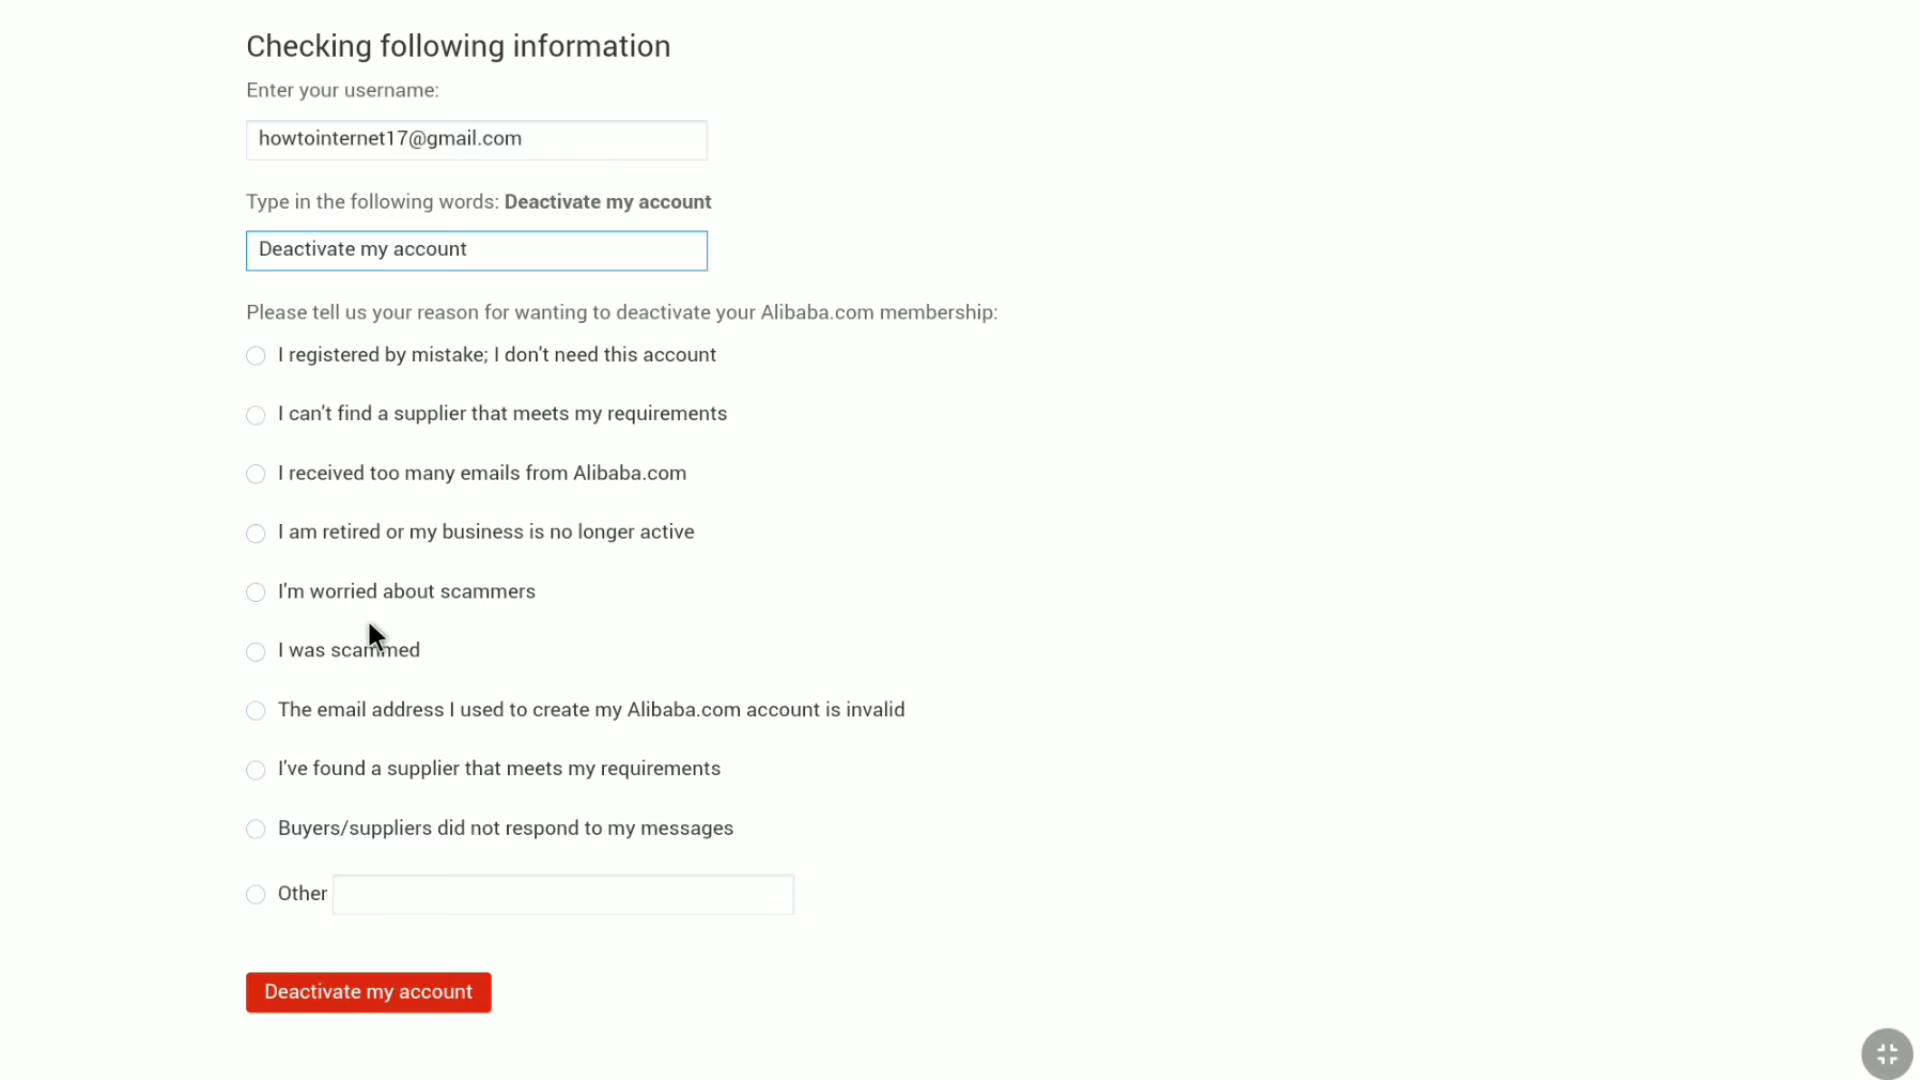 Checking following information
Enter your username:
howtointernet17@gmail.com
Type in the following words: Deactivate my account
Deactivate my account
Please tell us your reason for wanting to deactivate your Alibaba.com membership:
I registered by mistake; I don't need this account
I can't find a supplier that meets my requirements
I received too many emails from Alibaba.com
I am retired or my business is no longer active
I'm worried about scammers
I was scammed
The email address I used to create my Alibaba.com account is invalid
I've found a supplier that meets my requirements
Buyers/suppliers did not respond to my messages
Other
Deactivate my account